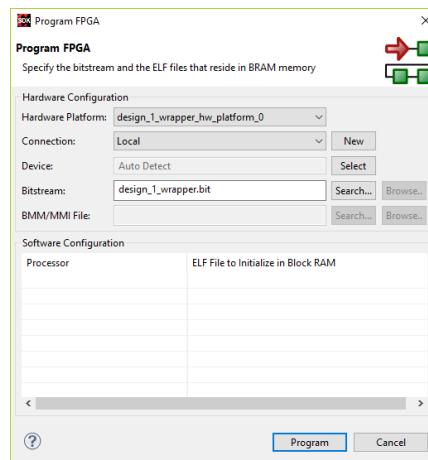 SDK Program FPGA
Program FPGA
Specify the bitstream and the ELF files that reside in BRAM memory
Hardware Configuration
Hardware Platform: design_1_wrapper_hw_platform_0
Connection: Local New
Device: Auto Detect Select
Bitstream: design_1_wrapper.bit Search... Browse..
BMM/MMI File: Search... Browse..
Software Configuration
Processor ELF File to Initialize in Block RAM
? Program Cancel